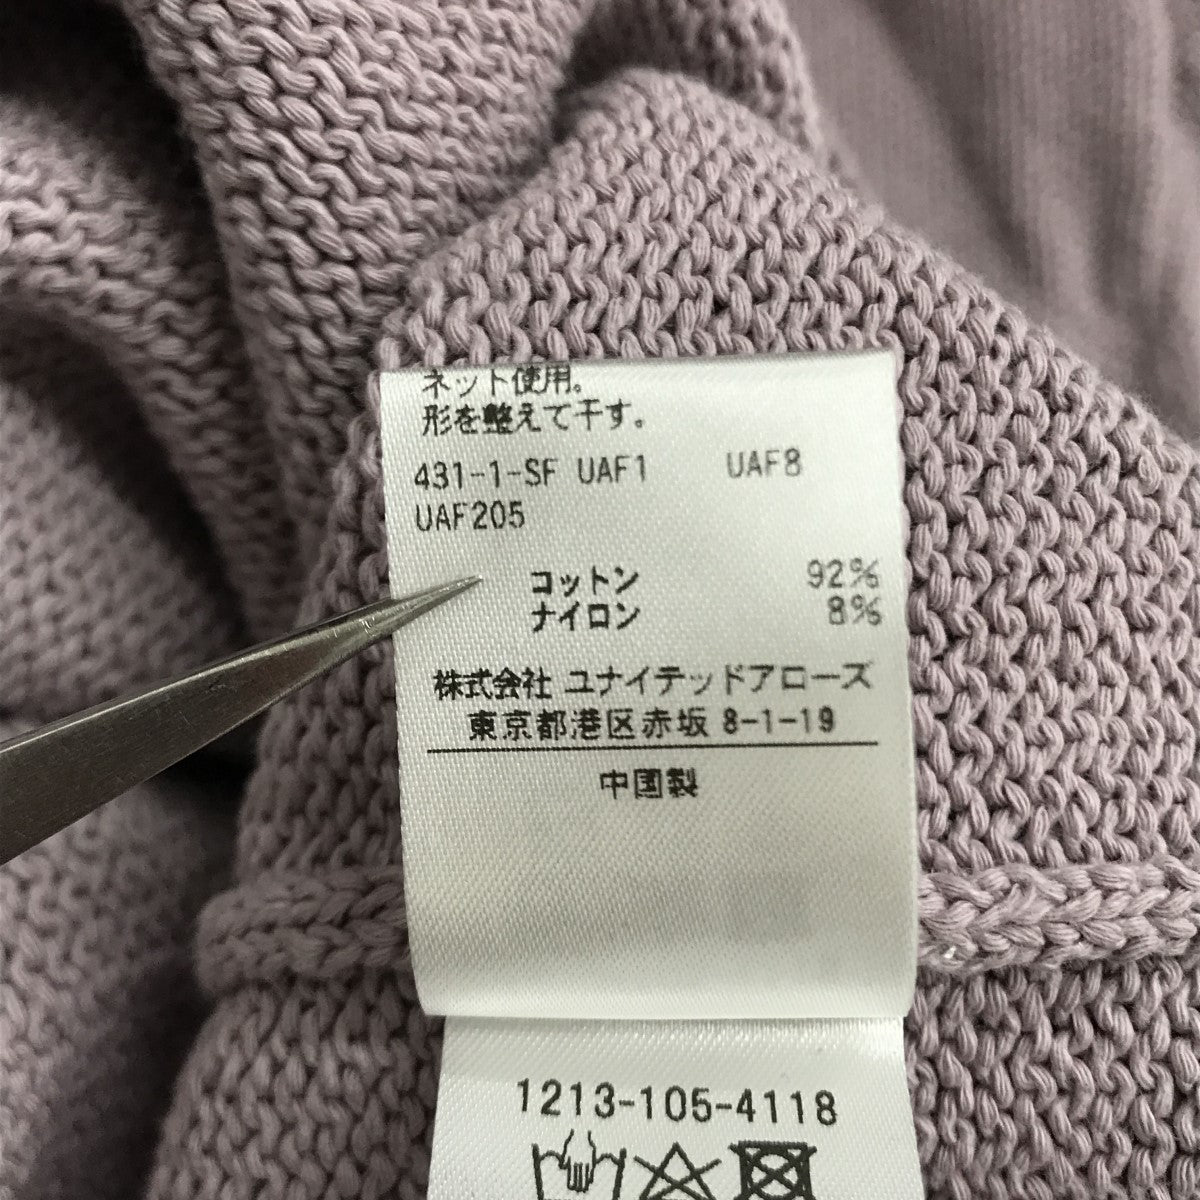 ネット使用。
形を整えて干す。
431-1-SF UAF1 UAF8
UAF205
コットン 92%
ナイロン 8%
株式会社 ユナイテッドアローズ
東京都港区赤坂 8-1-19
中国製
1213-105-4118